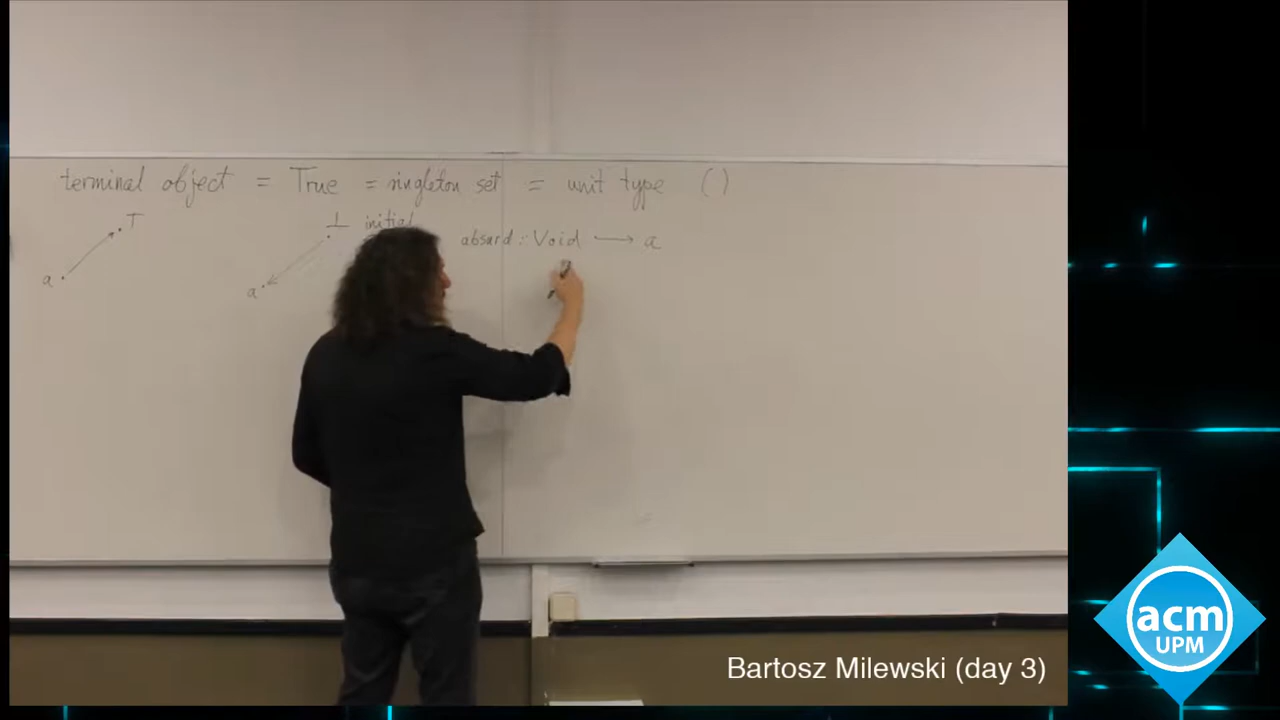 terminal object = True = singleton set = unit type ()
T
a
⊥ initial
a
absurd :: Void → a
acm
UPM
Bartosz Milewski (day 3)